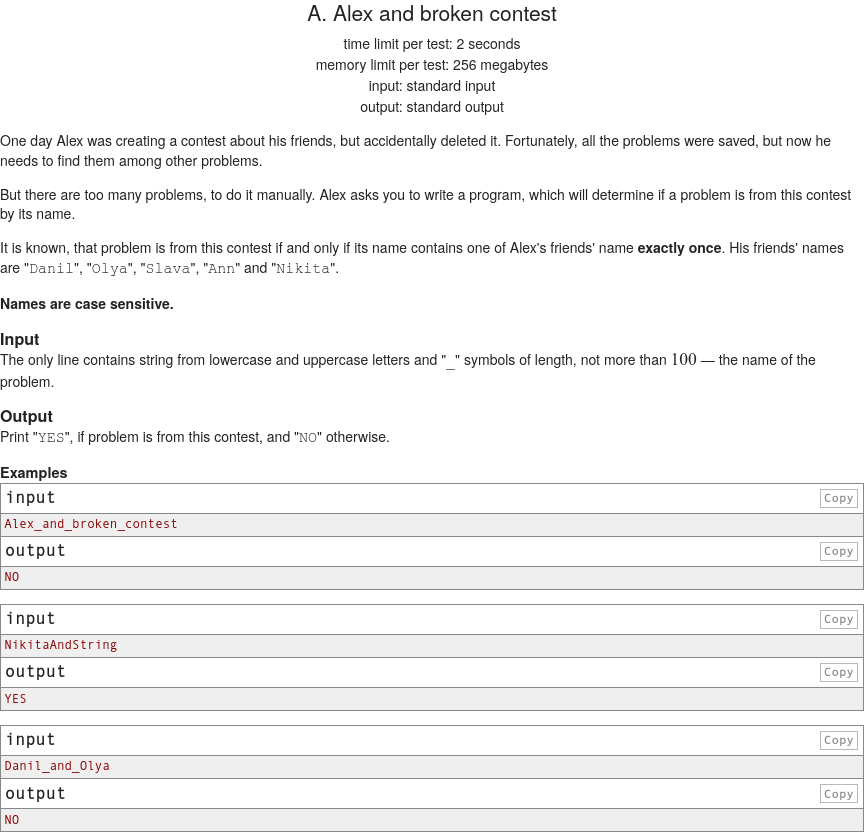 A. Alex and broken contest
time limit per test: 2 seconds
memory limit per test: 256 megabytes
input: standard input
output: standard output
One day Alex was creating a contest about his friends, but accidentally deleted it. Fortunately, all the problems were saved, but now he
needs to find them among other problems.
But there are too many problems, to do it manually. Alex asks you to write a program, which will determine if a problem is from this contest
by its name.
It is known, that problem is from this contest if and only if its name contains one of Alex's friends' name exactly once. His friends' names
are "Danil", "Olya", "Slava", "Ann" and "Nikita".
Names are case sensitive.
Input
The only line contains string from lowercase and uppercase letters and "_" symbols of length, not more than 100 — the name of the
problem.
Output
Print "YES", if problem is from this contest, and "NO" otherwise.
Examples
input Copy
Alex_and_broken_contest
output Copy
NO
input Copy
NikitaAndString
output Copy
YES
input Copy
Danil_and_Olya
output Copy
NO